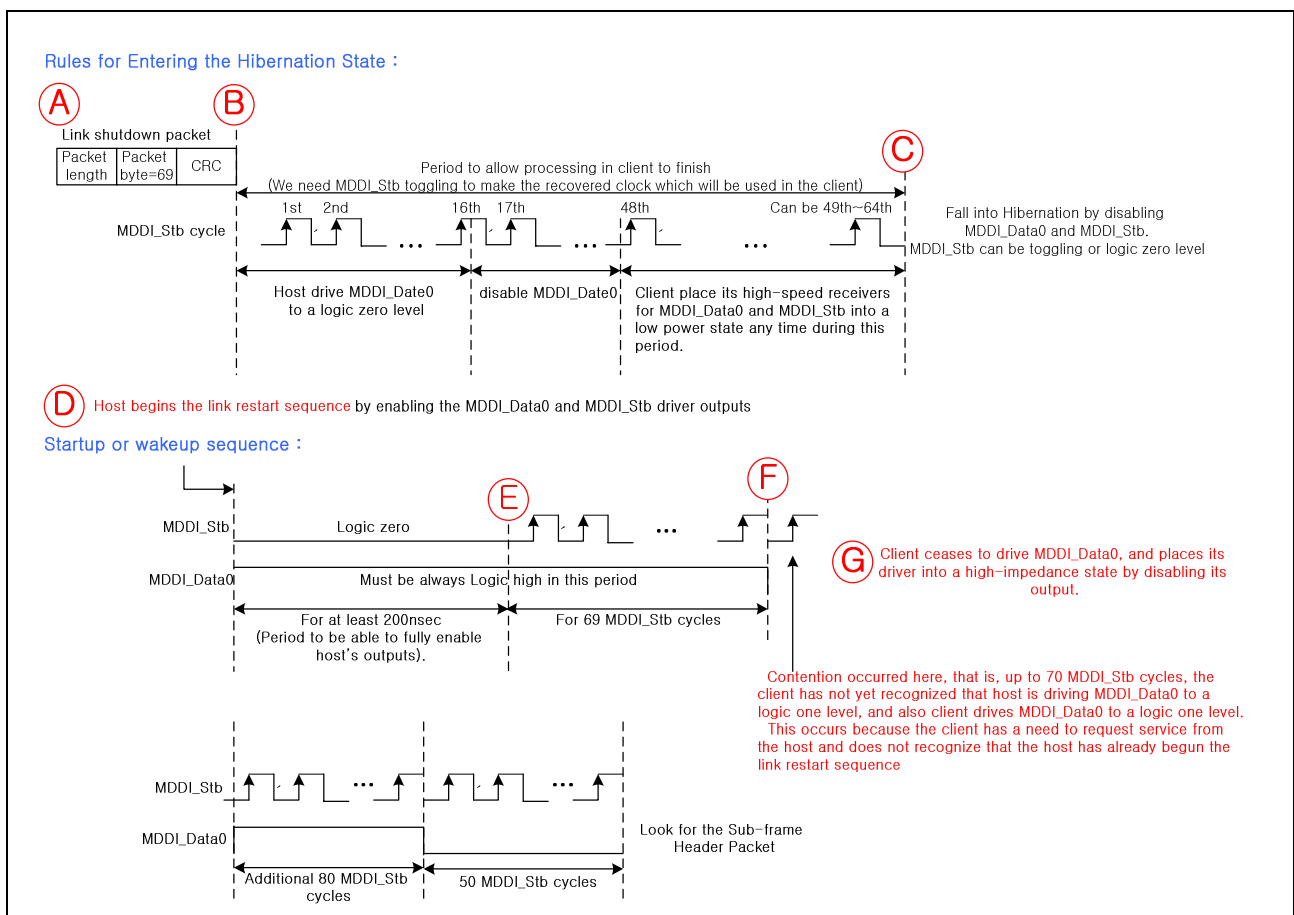 Rules for Entering the Hibernation State :
A
B
C
Link shutdown packet
Packet length
Packet byte=69
CRC
Period to allow processing in client to finish
(We need MDDI_Stb toggling to make the recovered clock which will be used in the client)
1st 2nd 16th 17th 48th Can be 49th~64th
MDDI_Stb cycle
...
...
...
Fall into Hibernation by disabling
MDDI_Data0 and MDDI_Stb.
MDDI_Stb can be toggling or logic zero level
Host drive MDDI_Date0
to a logic zero level
disable MDDI_Date0
Client place its high-speed receivers
for MDDI_Data0 and MDDI_Stb into a
low power state any time during this
period.
D Host begins the link restart sequence by enabling the MDDI_Data0 and MDDI_Stb driver outputs
Startup or wakeup sequence :
E
F
MDDI_Stb
Logic zero
...
MDDI_Data0
Must be always Logic high in this period
For at least 200nsec
(Period to be able to fully enable
host's outputs).
For 69 MDDI_Stb cycles
G
Client ceases to drive MDDI_Data0, and places its
driver into a high-impedance state by disabling its
output.
Contention occurred here, that is, up to 70 MDDI_Stb cycles, the
client has not yet recognized that host is driving MDDI_Data0 to a
logic one level, and also client drives MDDI_Data0 to a logic one level.
This occurs because the client has a need to request service from
the host and does not recognize that the host has already begun the
link restart sequence
MDDI_Stb
...
...
MDDI_Data0
Look for the Sub-frame
Header Packet
Additional 80 MDDI_Stb
cycles
50 MDDI_Stb cycles